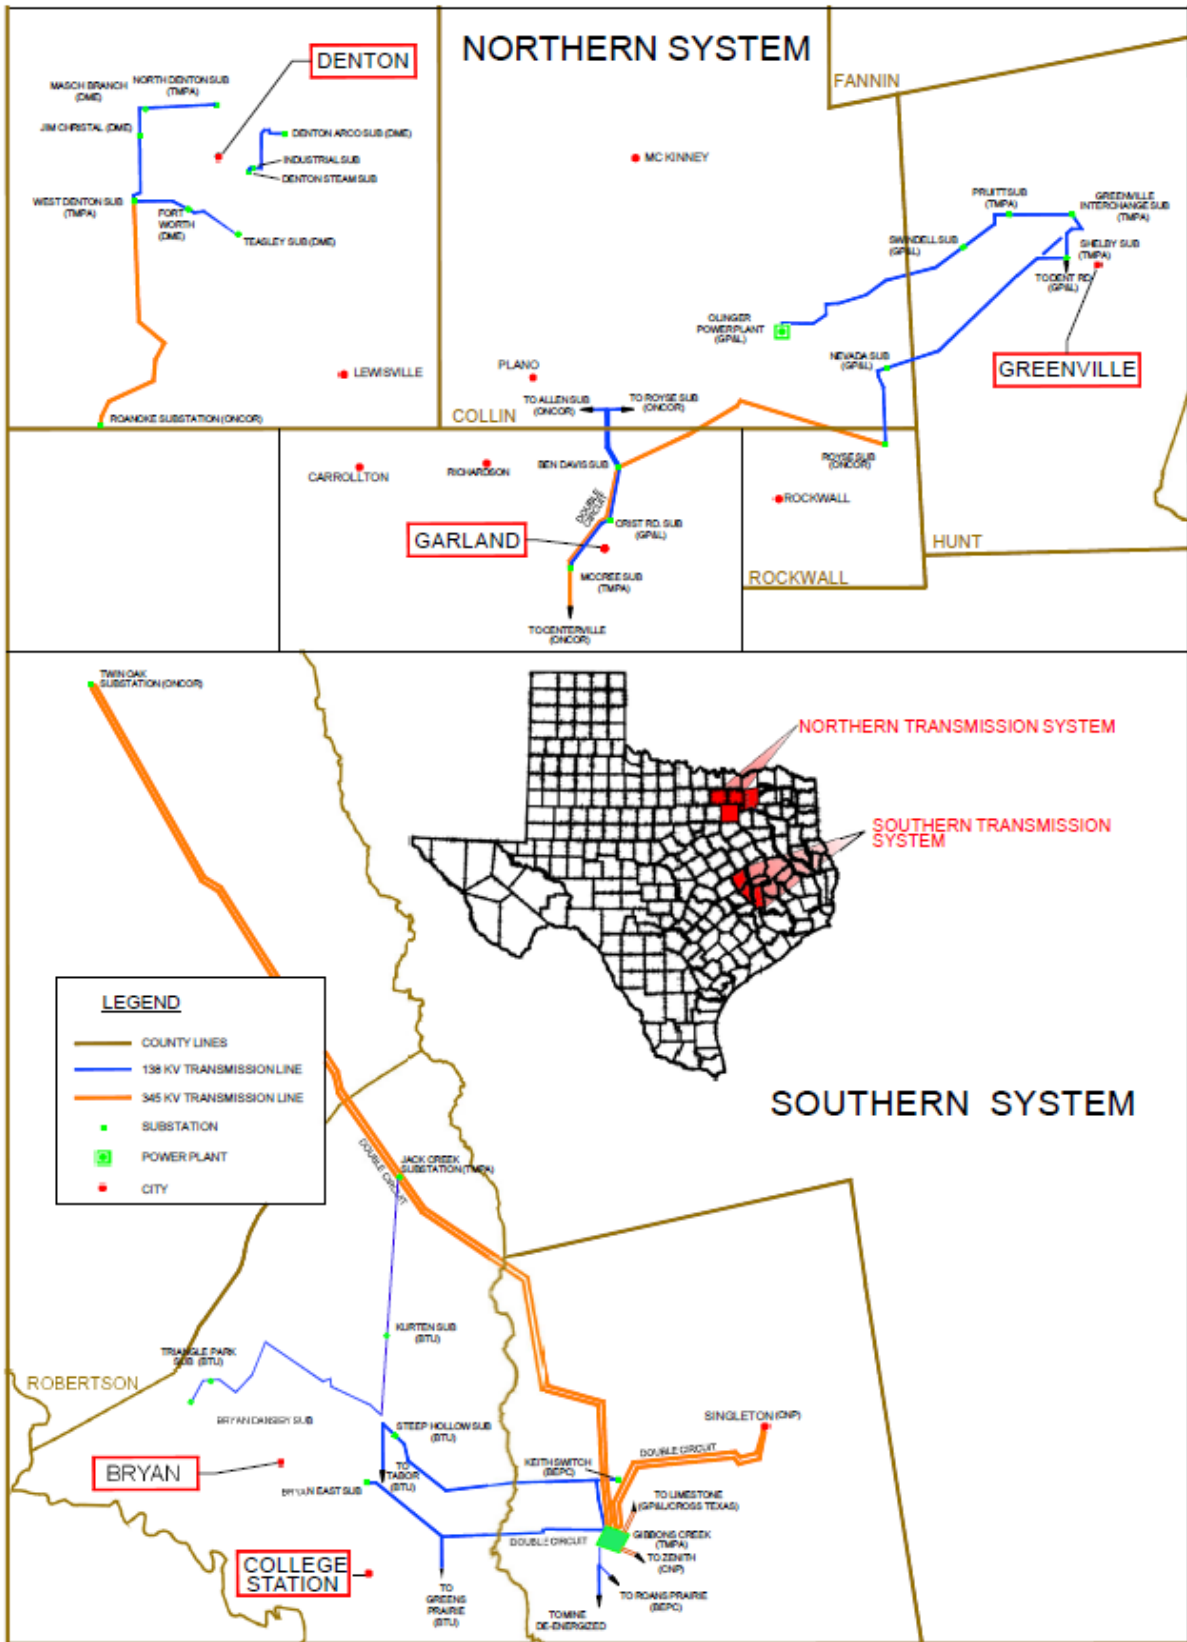 NORTHERN SYSTEM
DENTON
MASCH BRANCH
(DME)
NORTH DENTON SUB
(TMPA)
JIM CHRISTAL (DME)
DENTON ARCO SUB (DME)
INDUSTRIAL SUB
DENTON STEAM SUB
WEST DENTON SUB
(TMPA)
FORT
WORTH
(DME)
TEASLEY SUB (DME)
LEWISVILLE
ROANOKE SUBSTATION (ONCOR)
FANNIN
MC KINNEY
PRUITT SUB
(TMPA)
GREENVILLE
INTERCHANGE SUB
(TMPA)
SWINDELL SUB
(GP&L)
SHELBY SUB
(TMPA)
TO DENT RD.
(GP&L)
OLINGER
POWER PLANT
(GP&L)
NEVADA SUB
(GP&L)
GREENVILLE
PLANO
TO ALLEN SUB
(ONCOR)
TO ROYSE SUB
(ONCOR)
COLLIN
CARROLLTON
RICHARDSON
BEN DAVIS SUB
ROYSE SUB
(ONCOR)
ROCKWALL
DOUBLE
CIRCUIT
CRIST RD. SUB
(GP&L)
GARLAND
MCCREE SUB
(TMPA)
HUNT
ROCKWALL
TO CENTERVILLE
(ONCOR)
TWIN OAK
SUBSTATION (ONCOR)
NORTHERN TRANSMISSION SYSTEM
SOUTHERN TRANSMISSION
SYSTEM
LEGEND
COUNTY LINES
138 KV TRANSMISSION LINE
345 KV TRANSMISSION LINE
SUBSTATION
POWER PLANT
CITY
SOUTHERN SYSTEM
JACK CREEK
SUBSTATION (TMPA)
DOUBLE CIRCUIT
KURTEN SUB
(BTU)
TRIANGLE PARK
SUB. (BTU)
ROBERTSON
BRYAN DANSBY SUB
STEEP HOLLOW SUB
(BTU)
SINGLETON (CNP)
DOUBLE CIRCUIT
KEITH SWITCH
(BEPC)
BRYAN
TO
TABOR
(BTU)
BRYAN EAST SUB
TO LIMESTONE
(GP&L/CROSS TEXAS)
DOUBLE CIRCUIT
GIBBONS CREEK
(TMPA)
TO ZENITH
(CNP)
COLLEGE
STATION
TO
GREENS
PRAIRIE
(BTU)
TO ROANS PRAIRIE
(BEPC)
TO MINE
DE-ENERGIZED